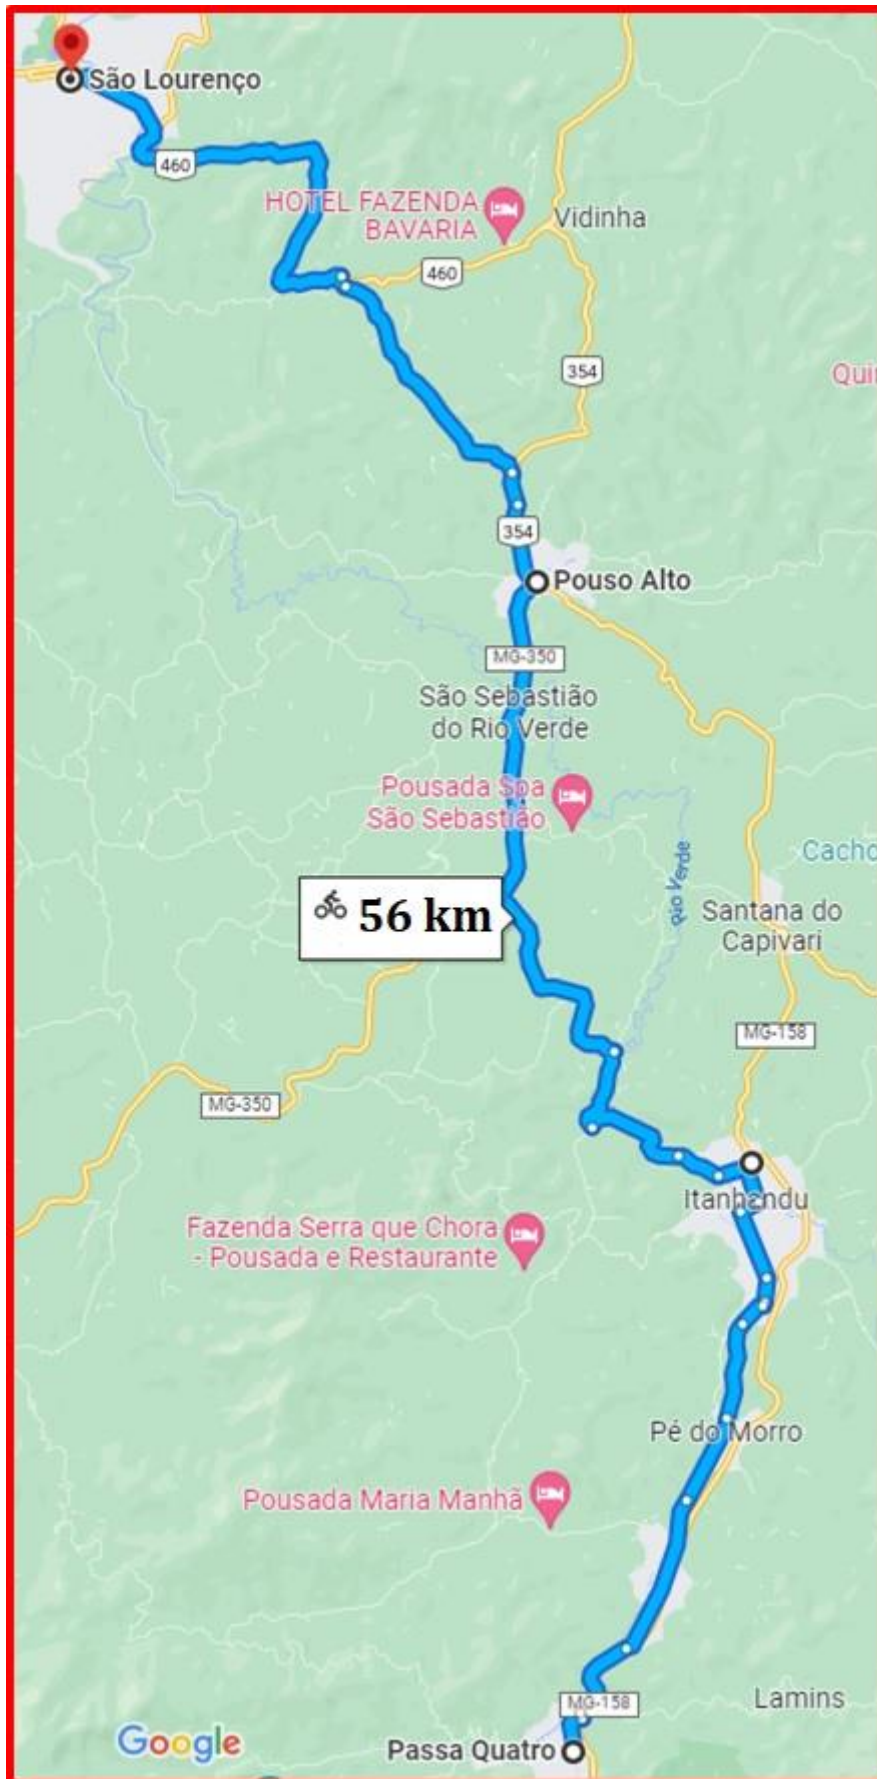 São Lourenço
460
HOTEL FAZENDA
BAVARIA
Vidinha
460
354
Quir
354
Pouso Alto
MG-350
São Sebastião
do Rio Verde
Pousada Spa
São Sebastião
Rio Verde
Cacho
56 km
Santana do
Capivari
MG-158
MG-350
Itanhandu
Fazenda Serra que Chora
- Pousada e Restaurante
Pé do Morro
Pousada Maria Manhã
MG-158
Lamins
Google
Passa Quatro